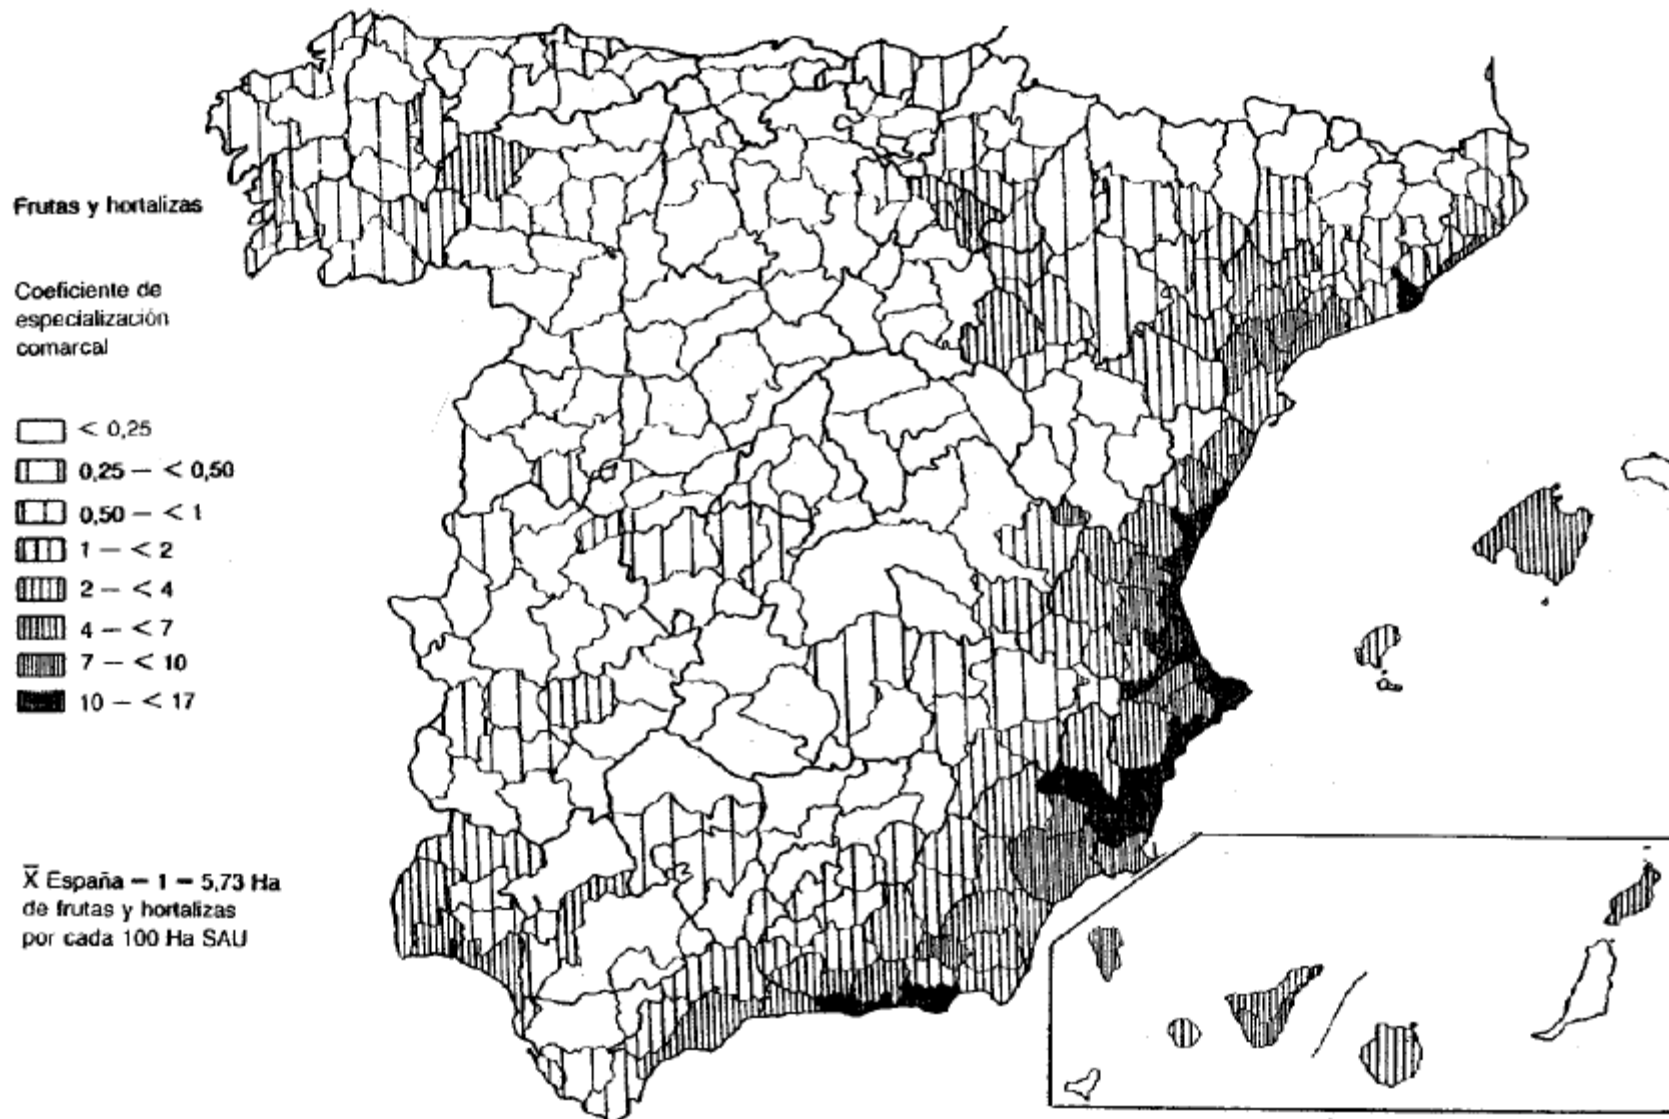 Frutas y hortalizas
Coeficiente de
especialización
comarcal
< 0,25
0,25 – < 0,50
0,50 – < 1
1 – < 2
2 – < 4
4 – < 7
7 – < 10
10 – < 17
X̅ España – 1 – 5,73 Ha
de frutas y hortalizas
por cada 100 Ha SAU